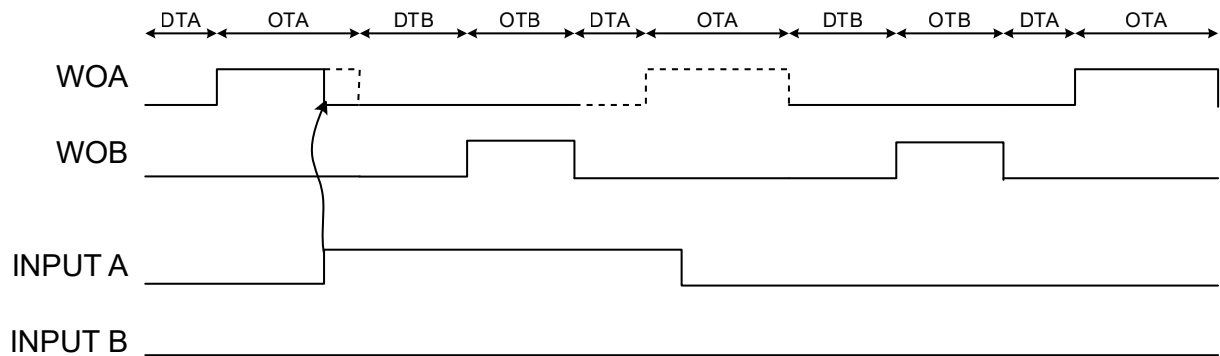 DTA OTA DTB OTB DTA OTA DTB OTB DTA OTA
WOA
WOB
INPUT A
INPUT B